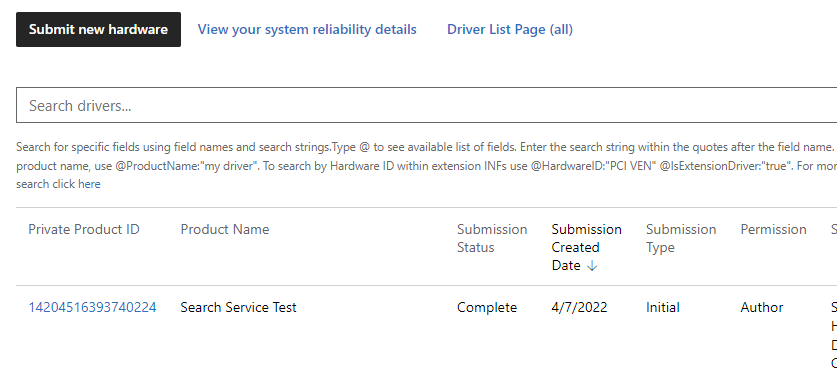 Submit new hardware View your system reliability details Driver List Page (all)
Search drivers...
Search for specific fields using field names and search strings.Type @ to see available list of fields. Enter the search string within the quotes after the field name.
product name, use @ProductName:"my driver". To search by Hardware ID within extension INFs use @HardwareID:"PCI VEN" @IsExtensionDriver:"true". For mor
search click here
Private Product ID Product Name Submission Status Submission Created Date ↓ Submission Type Permission S
14204516393740224 Search Service Test Complete 4/7/2022 Initial Author S